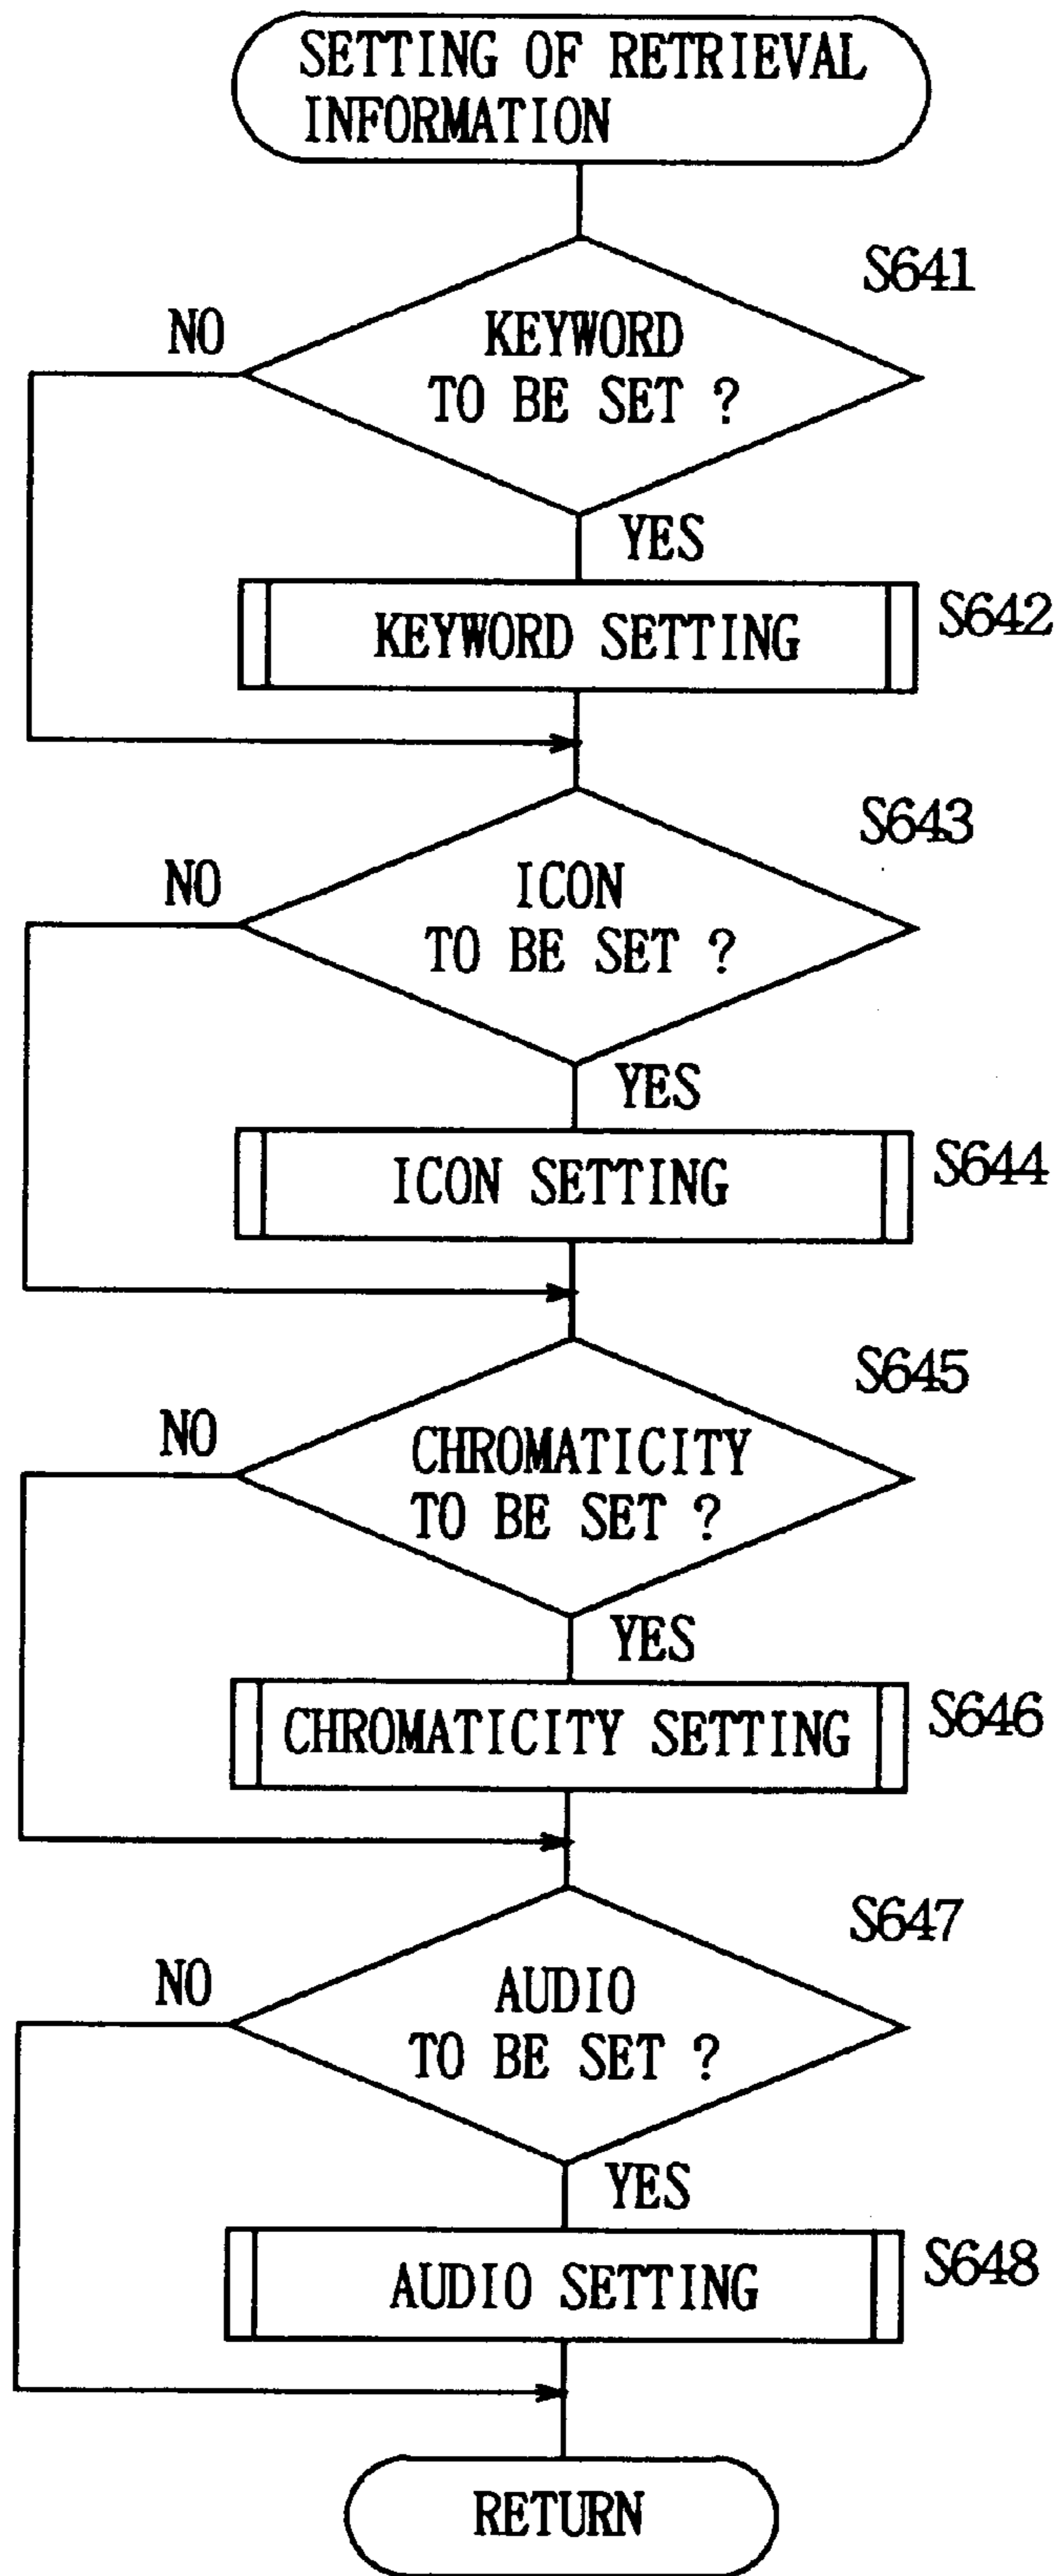 SETTING OF RETRIEVAL
INFORMATION
S641
NO
KEYWORD
TO BE SET ?
YES
KEYWORD SETTING
S642
S643
NO
ICON
TO BE SET ?
YES
ICON SETTING
S644
S645
NO
CHROMATICITY
TO BE SET ?
YES
CHROMATICITY SETTING
S646
S647
NO
AUDIO
TO BE SET ?
YES
AUDIO SETTING
S648
RETURN